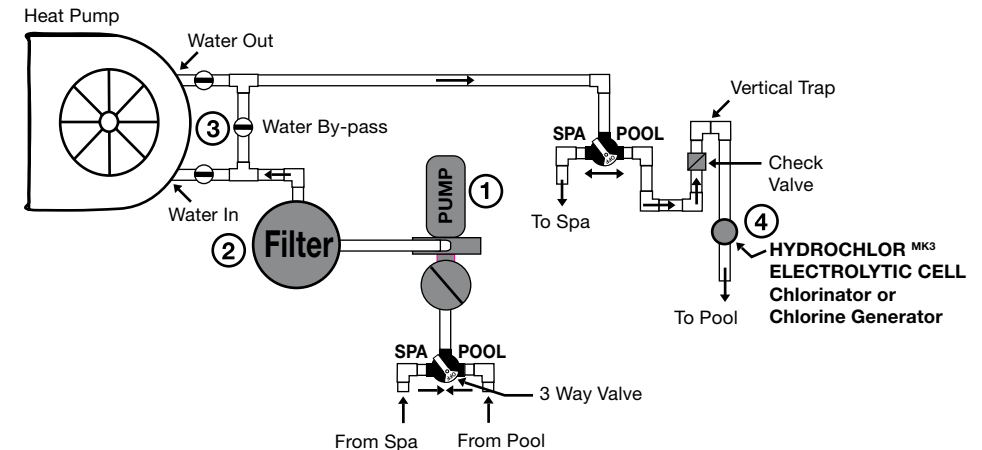 Heat Pump
Water Out
Vertical Trap
3
Water By-pass
SPA POOL
OFF
Check
Valve
PUMP
1
Water In
To Spa
2
Filter
4
HYDROCHLOR MK3
ELECTROLYTIC CELL
Chlorinator or
Chlorine Generator
To Pool
SPA POOL
OFF
3 Way Valve
From Spa
From Pool